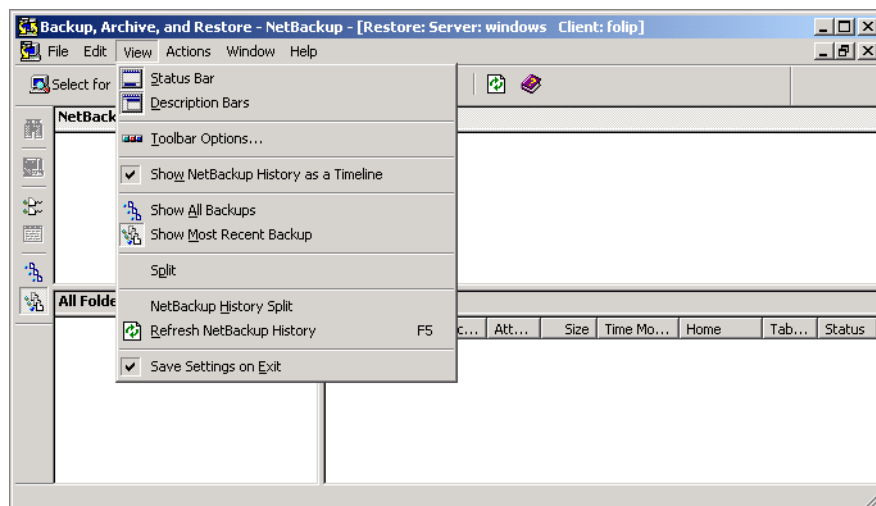 Backup, Archive, and Restore - NetBackup - [Restore: Server: windows Client: folip]
File Edit View Actions Window Help
Select for
Status Bar
Description Bars
NetBack
Toolbar Options...
Show NetBackup History as a Timeline
Show All Backups
Show Most Recent Backup
Split
All Folde
NetBackup History Split
Refresh NetBackup History F5
c... Att... Size Time Mo... Home Tab... Status
Save Settings on Exit